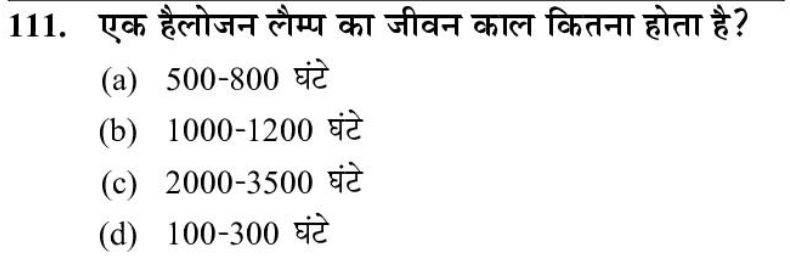 111. एक हैलोजन लैम्प का जीवन काल कितना होता है?
(a) 500-800 घंटे
(b) 1000-1200 घंटे
(c) 2000-3500 घंटे
(d) 100-300 घंटे